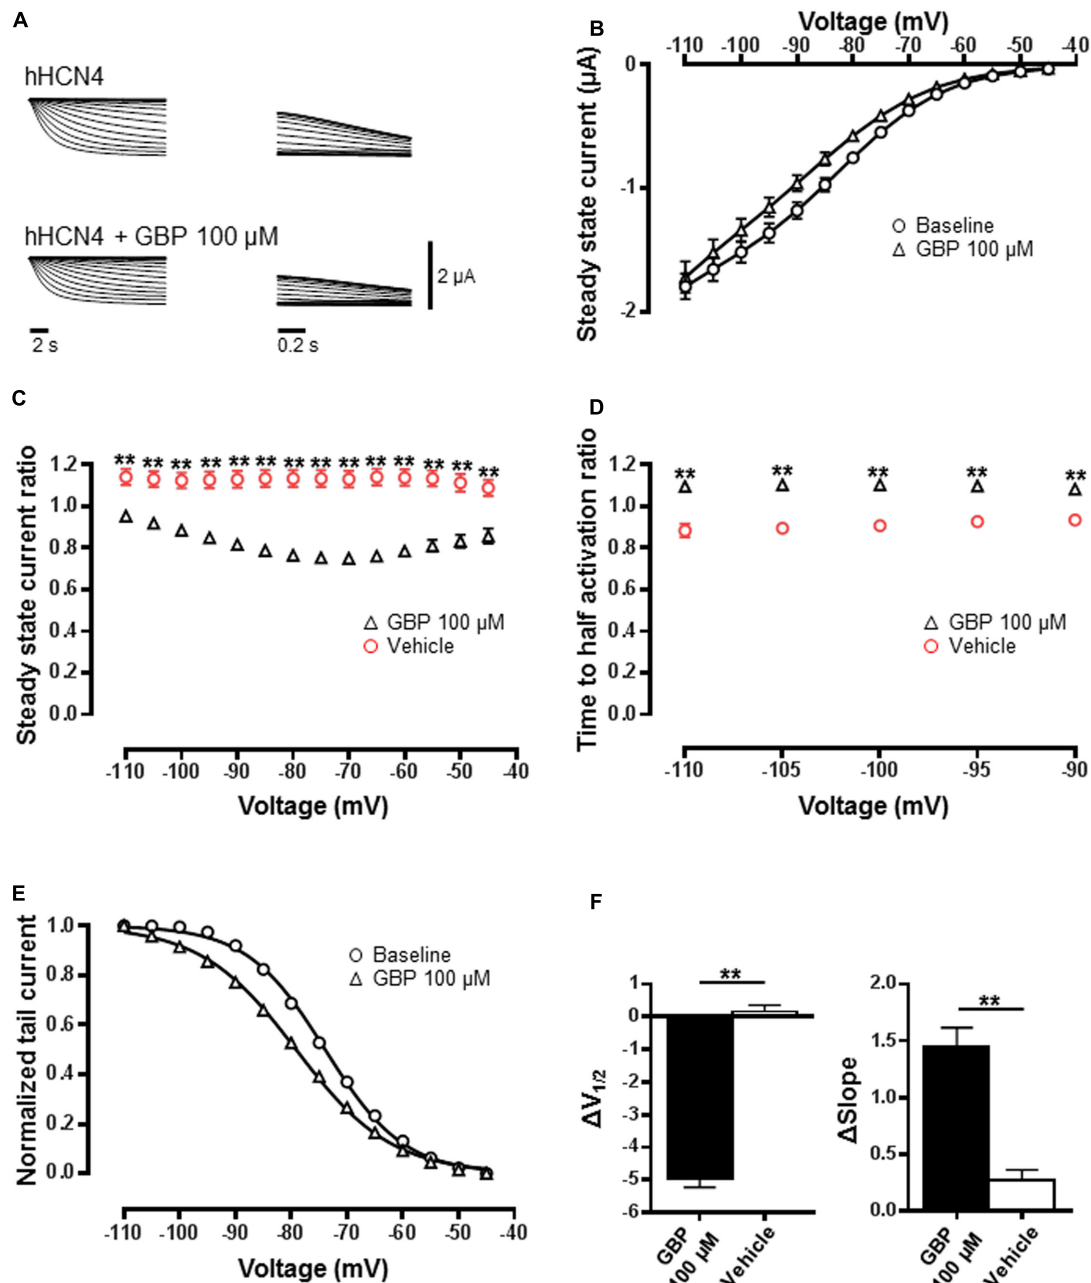 A
hHCN4
hHCN4 + GBP 100 µM
2 µA
2 s
0.2 s
B
Voltage (mV)
-110 -100 -90 -80 -70 -60 -50 -40
Steady state current (µA)
0
-1
-2
Baseline
GBP 100 µM
C
Steady state current ratio
1.2
1.0
0.8
0.6
0.4
0.2
0.0
** ** ** ** ** ** ** ** ** ** ** ** ** **
GBP 100 µM
Vehicle
-110 -100 -90 -80 -70 -60 -50 -40
Voltage (mV)
D
Time to half activation ratio
1.2
1.0
0.8
0.6
0.4
0.2
0.0
** ** ** ** **
GBP 100 µM
Vehicle
-110 -105 -100 -95 -90
Voltage (mV)
E
Normalized tail current
1.0
0.8
0.6
0.4
0.2
0.0
Baseline
GBP 100 µM
-110 -100 -90 -80 -70 -60 -50 -40
Voltage (mV)
F
ΔV1/2
1
0
-1
-2
-3
-4
-5
-6
**
GBP
100 µM
Vehicle
ΔSlope
2.0
1.5
1.0
0.5
0.0
**
GBP
100 µM
Vehicle